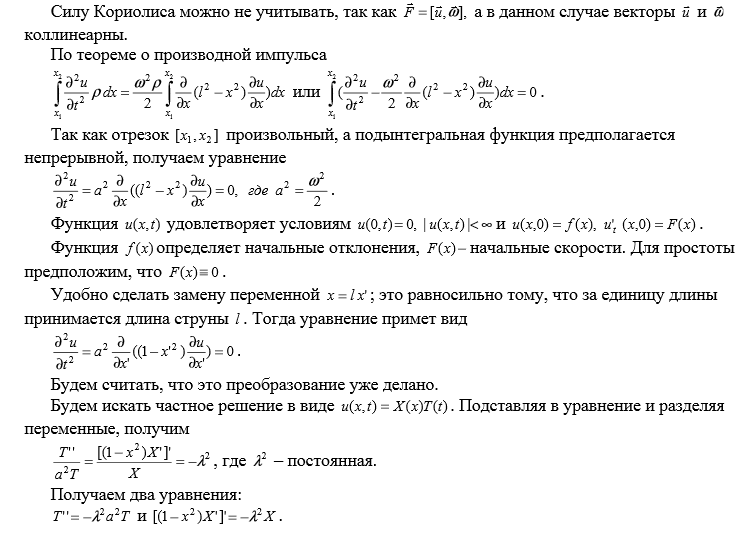 Силу Кориолиса можно не учитывать, так как $\vec{F} = [\vec{u}, \vec{\omega}]$, а в данном случае векторы $\vec{u}$ и $\vec{\omega}$
коллинеарны.
По теореме о производной импульса
$\int_{x_1}^{x_2} \frac{\partial^2 u}{\partial t^2} \rho dx = \frac{\omega^2 \rho}{2} \int_{x_1}^{x_2} \frac{\partial}{\partial x}(l^2 - x^2)\frac{\partial u}{\partial x})dx$ или $\int_{x_1}^{x_2} (\frac{\partial^2 u}{\partial t^2} - \frac{\omega^2}{2} \frac{\partial}{\partial x}(l^2 - x^2)\frac{\partial u}{\partial x})dx = 0$.
Так как отрезок $[x_1, x_2]$ произвольный, а подынтегральная функция предполагается
непрерывной, получаем уравнение
$\frac{\partial^2 u}{\partial t^2} = a^2 \frac{\partial}{\partial x}((l^2 - x^2)\frac{\partial u}{\partial x}) = 0$, где $a^2 = \frac{\omega^2}{2}$.
Функция $u(x,t)$ удовлетворяет условиям $u(0,t) = 0$, $|u(x,t)| < \infty$ и $u(x,0) = f(x)$, $u'_t(x,0) = F(x)$.
Функция $f(x)$ определяет начальные отклонения, $F(x)$ – начальные скорости. Для простоты
предположим, что $F(x) \equiv 0$.
Удобно сделать замену переменной $x = lx'$; это равносильно тому, что за единицу длины
принимается длина струны $l$. Тогда уравнение примет вид
$\frac{\partial^2 u}{\partial t^2} = a^2 \frac{\partial}{\partial x'}((1 - x'^2)\frac{\partial u}{\partial x'}) = 0$.
Будем считать, что это преобразование уже делано.
Будем искать частное решение в виде $u(x,t) = X(x)T(t)$. Подставляя в уравнение и разделяя
переменные, получим
$\frac{T''}{a^2 T} = \frac{[(1 - x^2)X']'}{X} = -\lambda^2$, где $\lambda^2$ – постоянная.
Получаем два уравнения:
$T'' = -\lambda^2 a^2 T$ и $[(1 - x^2)X']' = -\lambda^2 X$.